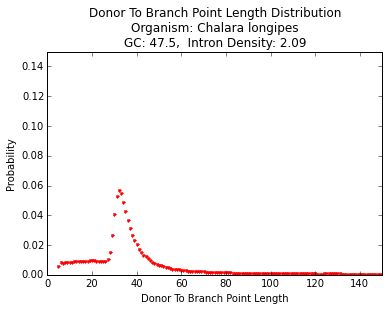 Donor To Branch Point Length Distribution
Organism: Chalara longipes
GC: 47.5,  Intron Density: 2.09
0.14
0.12
0.10
0.08
0.06
0.04
0.02
0.00
Probability
0 20 40 60 80 100 120 140
Donor To Branch Point Length